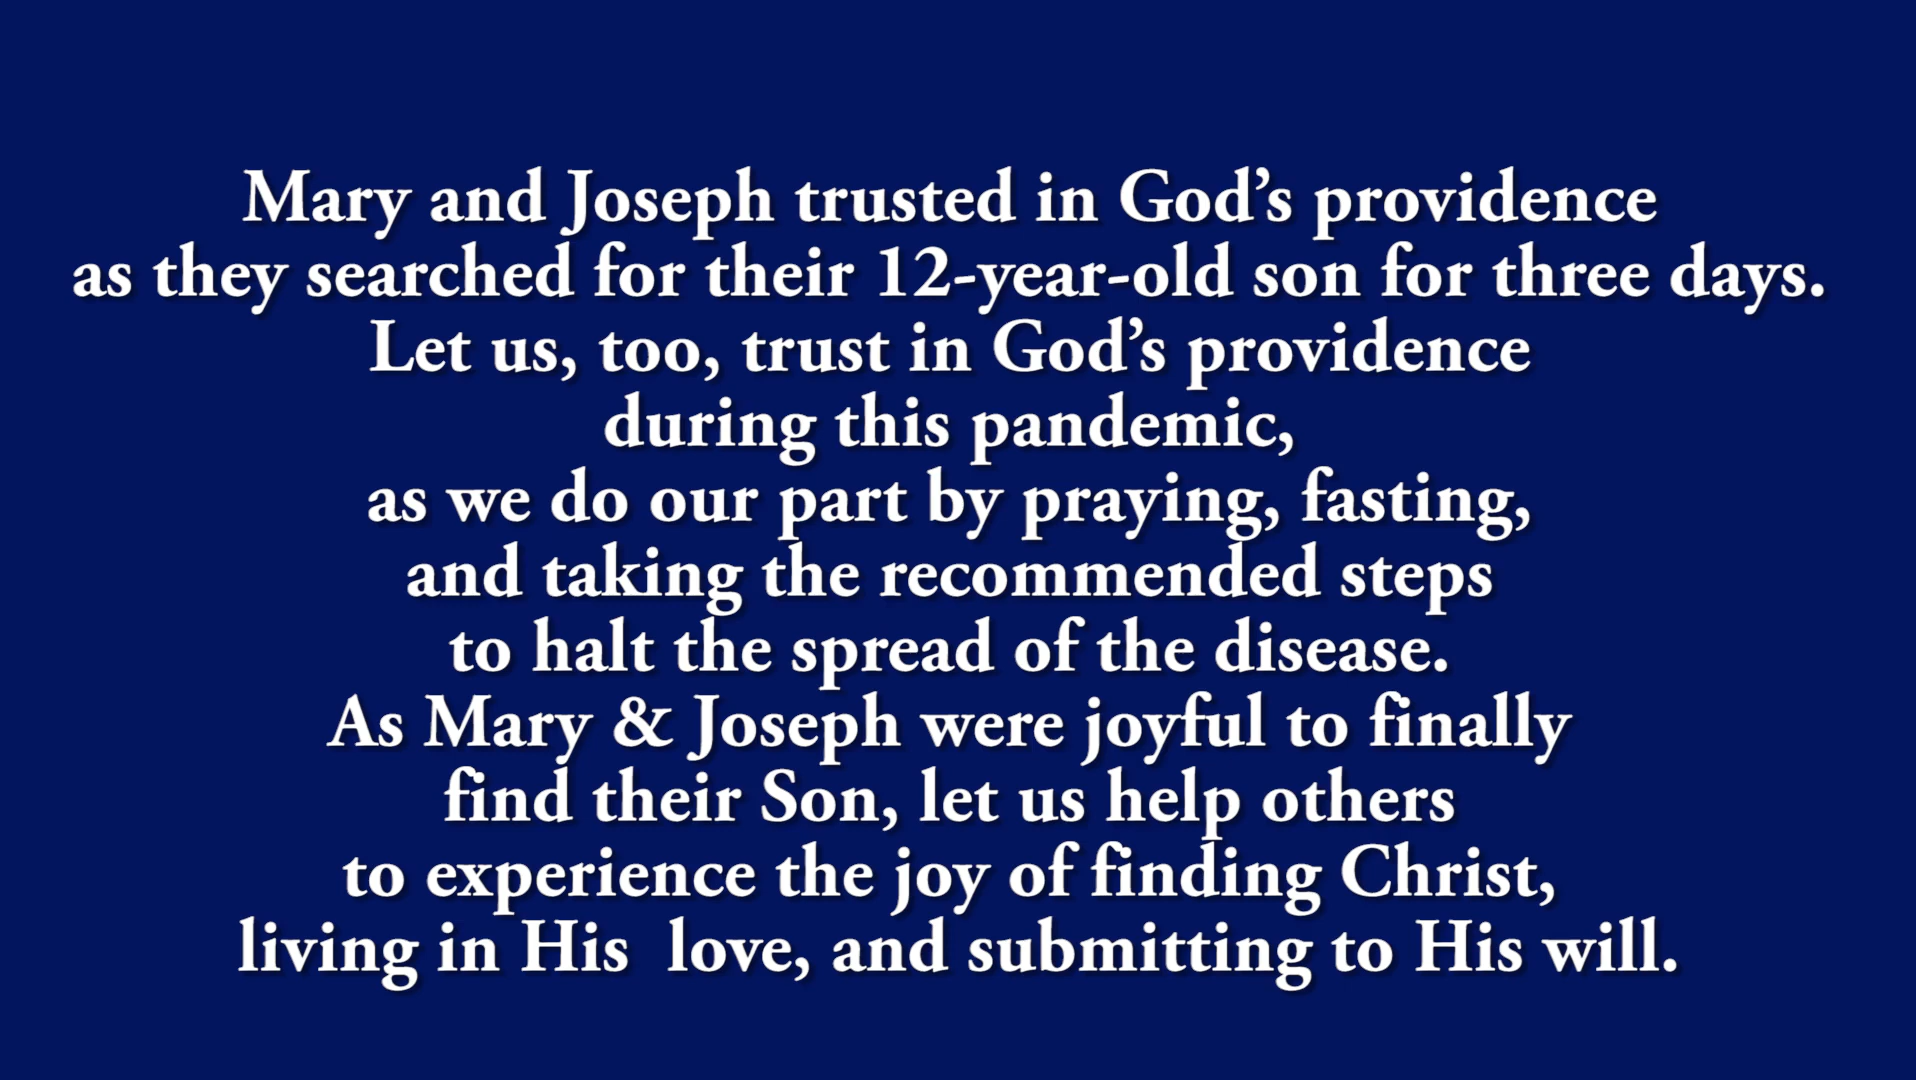 Mary and Joseph trusted in God’s providence
as they searched for their 12-year-old son for three days.
Let us, too, trust in God’s providence
during this pandemic,
as we do our part by praying, fasting,
and taking the recommended steps
to halt the spread of the disease.
As Mary & Joseph were joyful to finally
find their Son, let us help others
to experience the joy of finding Christ,
living in His  love, and submitting to His will.